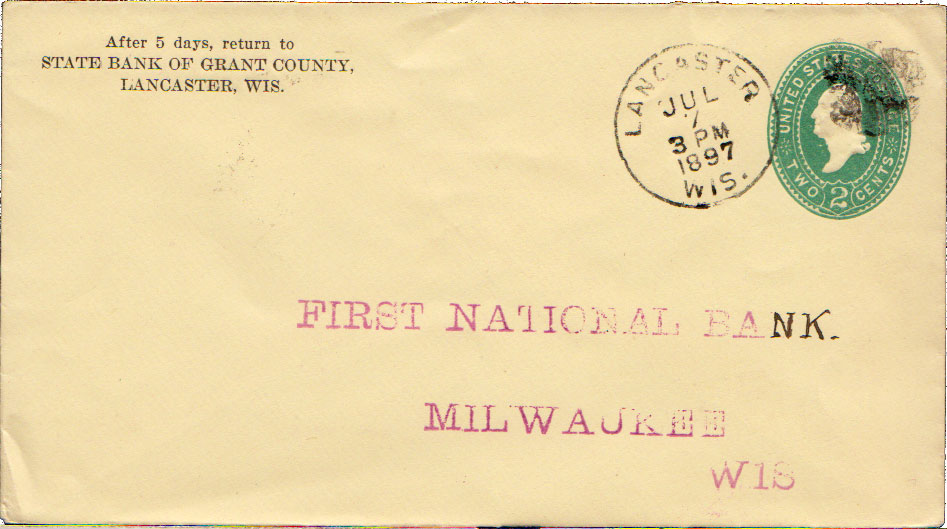 After 5 days, return to
STATE BANK OF GRANT COUNTY,
LANCASTER, WIS.
LANCASTER
JUL
7
3 PM
1897
WIS.
UNITED STATES
TWO 2 CENTS
FIRST NATIONAL BANK.
MILWAUKEE
WIS